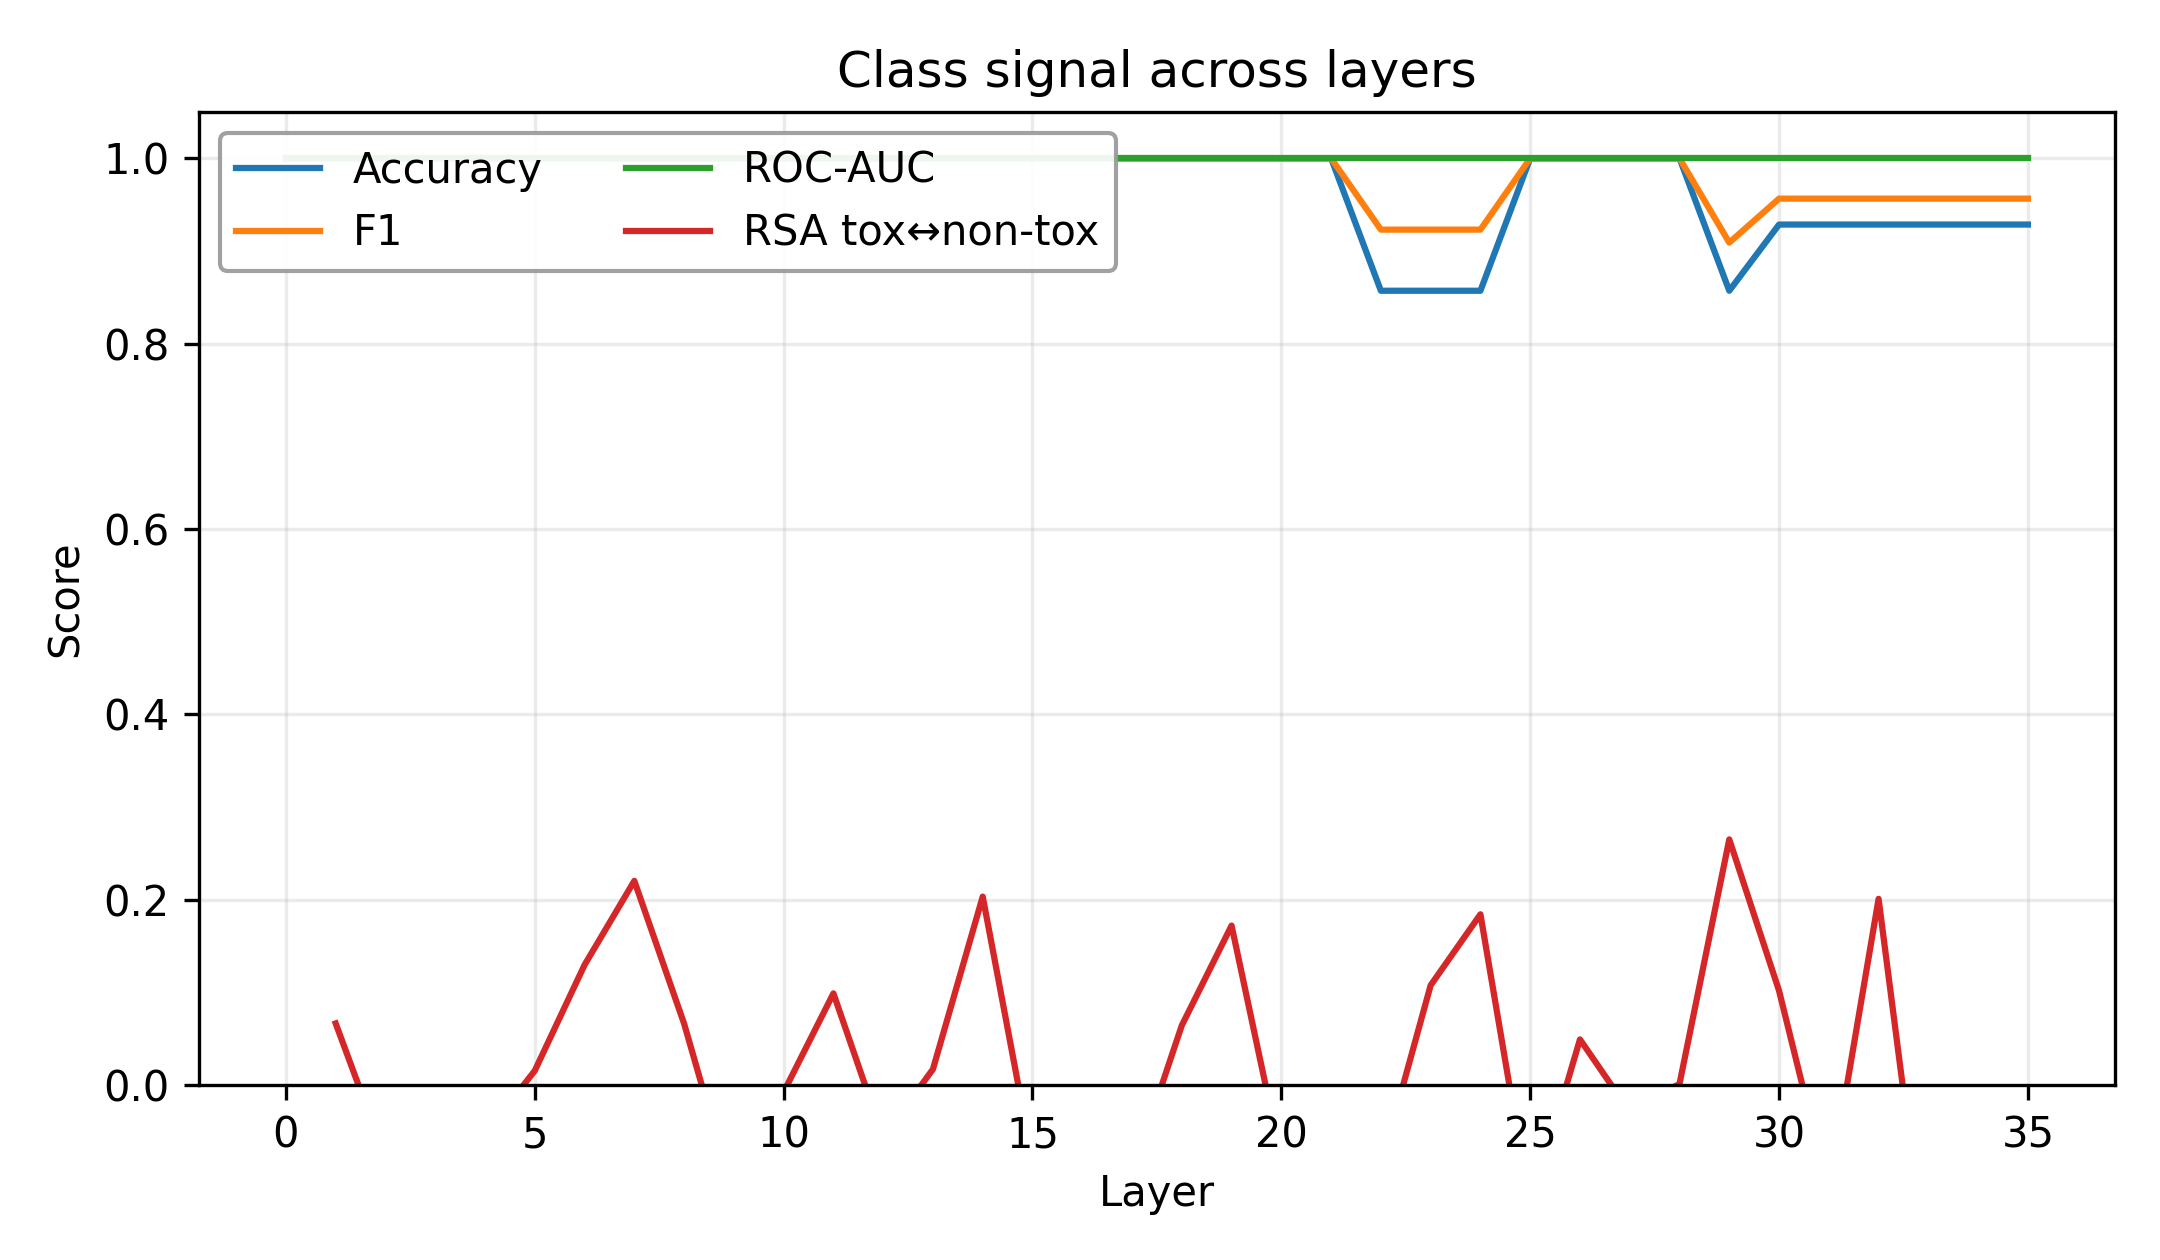 Class signal across layers
Accuracy
F1
ROC-AUC
RSA tox↔non-tox
1.0
0.8
0.6
0.4
0.2
0.0
Score
0 5 10 15 20 25 30 35
Layer